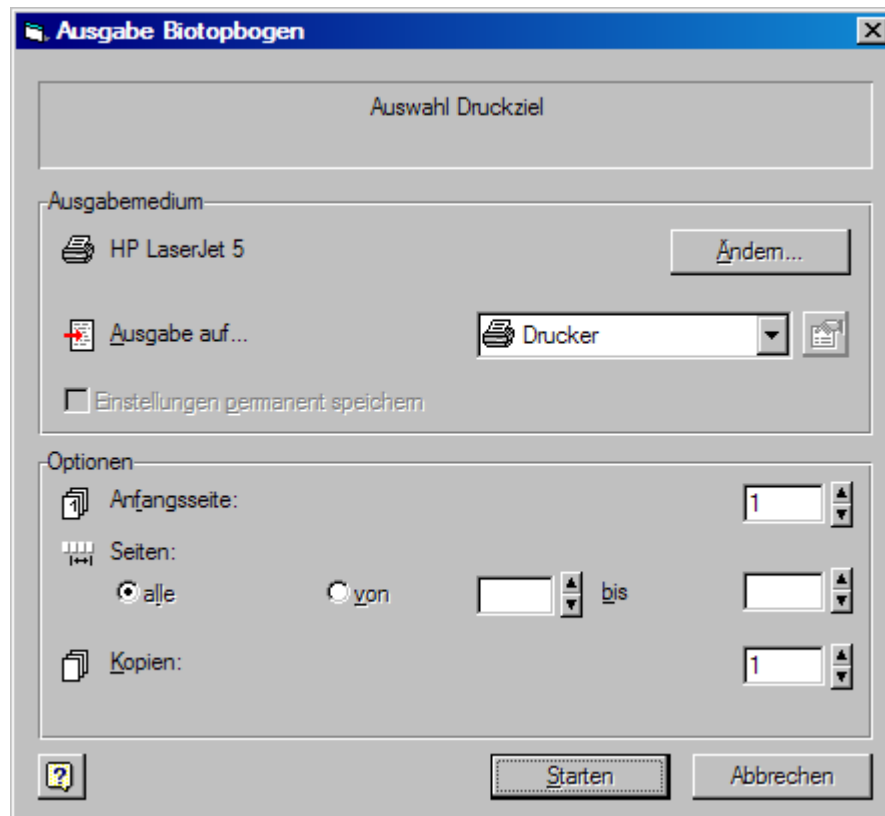 Ausgabe Biotopbogen
Auswahl Druckziel
Ausgabemedium
HP LaserJet 5
Ändern...
Ausgabe auf...
Drucker
Einstellungen permanent speichern
Optionen
Anfangsseite:
1
Seiten:
alle
von
bis
Kopien:
1
Starten
Abbrechen